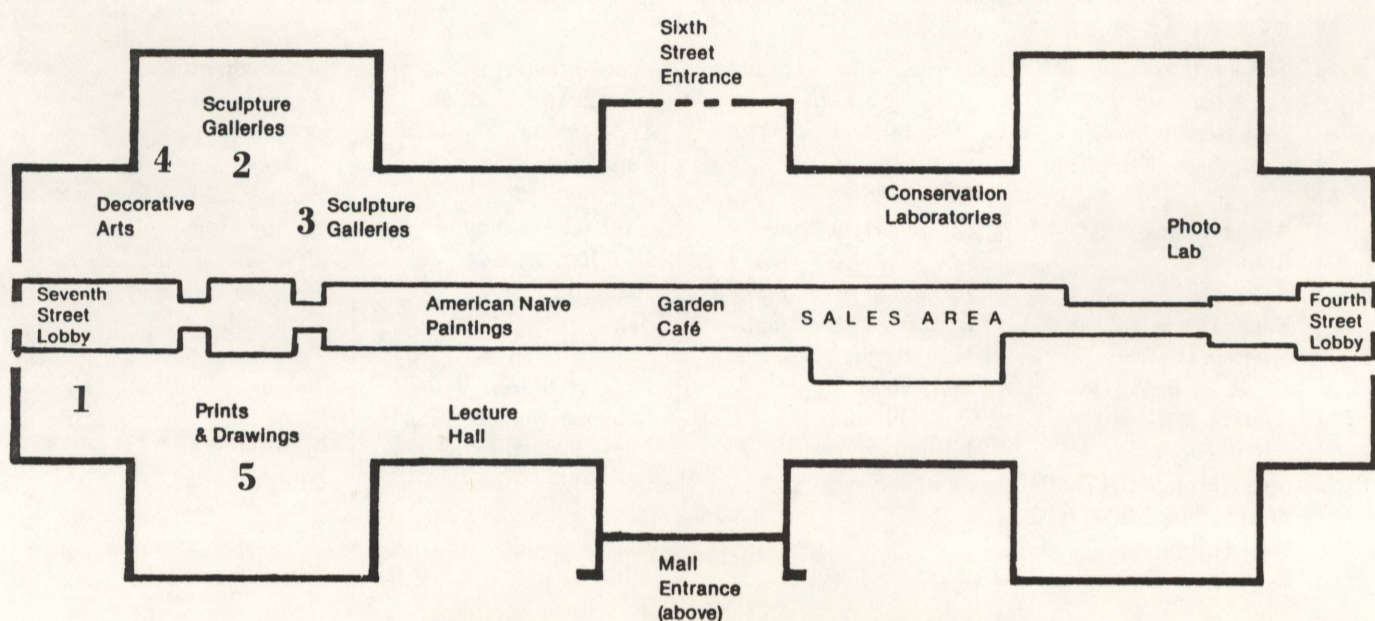 Sixth
Street
Entrance
Sculpture
Galleries
4
2
Decorative
Arts
3
Sculpture
Galleries
Conservation
Laboratories
Photo
Lab
Seventh
Street
Lobby
American Naïve
Paintings
Garden
Café
SALES AREA
Fourth
Street
Lobby
1
Prints
& Drawings
5
Lecture
Hall
Mall
Entrance
(above)